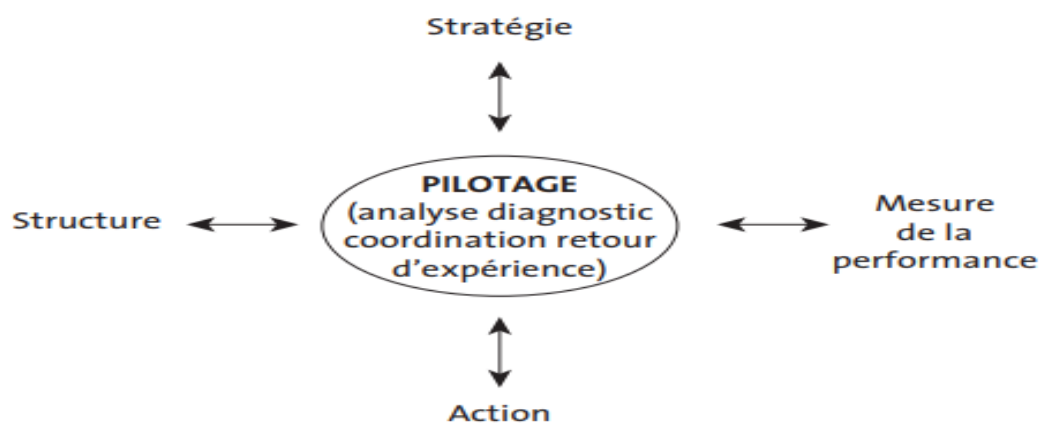 Stratégie
PILOTAGE
(analyse diagnostic
coordination retour
d'expérience)
Structure
Mesure
de la
performance
Action